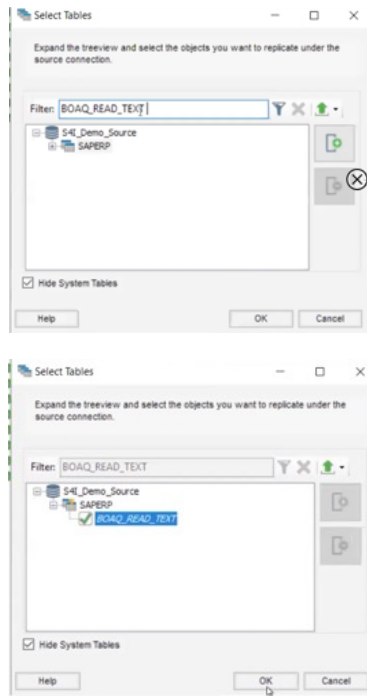 Select Tables
Expand the treeview and select the objects you want to replicate under the
source connection.
Filter: BOAQ_READ_TEXT
S4I_Demo_Source
SAPERP
Hide System Tables
Help OK Cancel
Select Tables
Expand the treeview and select the objects you want to replicate under the
source connection.
Filter: BOAQ_READ_TEXT
S4I_Demo_Source
SAPERP
BOAQ_READ_TEXT
Hide System Tables
Help OK Cancel